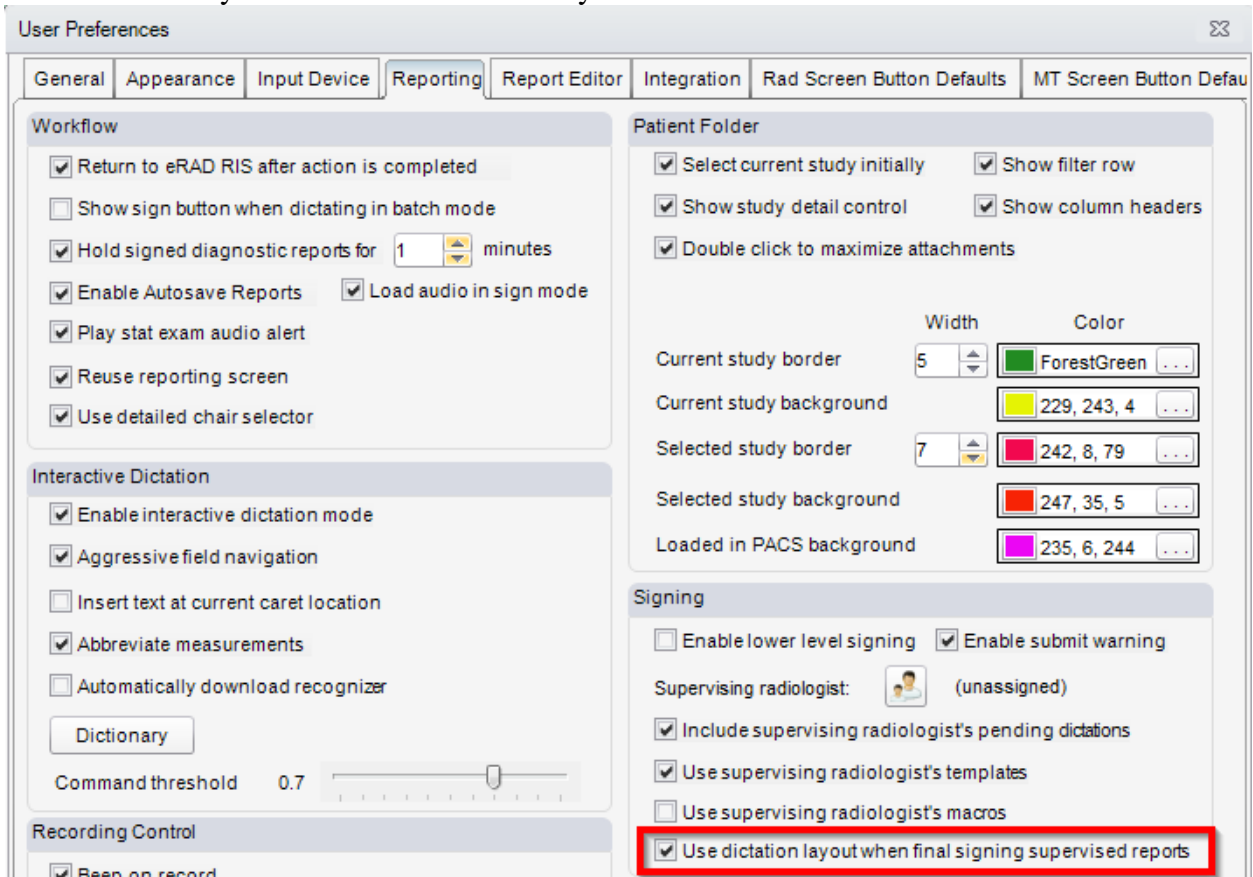 User Preferences
General Appearance Input Device Reporting Report Editor Integration Rad Screen Button Defaults MT Screen Button Defau
Workflow
Return to eRAD RIS after action is completed
Show sign button when dictating in batch mode
Hold signed diagnostic reports for 1 minutes
Enable Autosave Reports Load audio in sign mode
Play stat exam audio alert
Reuse reporting screen
Use detailed chair selector
Interactive Dictation
Enable interactive dictation mode
Aggressive field navigation
Insert text at current caret location
Abbreviate measurements
Automatically download recognizer
Dictionary
Command threshold 0.7
Recording Control
Beep on record
Patient Folder
Select current study initially Show filter row
Show study detail control Show column headers
Double click to maximize attachments
Width Color
Current study border 5 ForestGreen ...
Current study background 229, 243, 4 ...
Selected study border 7 242, 8, 79 ...
Selected study background 247, 35, 5 ...
Loaded in PACS background 235, 6, 244 ...
Signing
Enable lower level signing Enable submit warning
Supervising radiologist: (unassigned)
Include supervising radiologist's pending dictations
Use supervising radiologist's templates
Use supervising radiologist's macros
Use dictation layout when final signing supervised reports